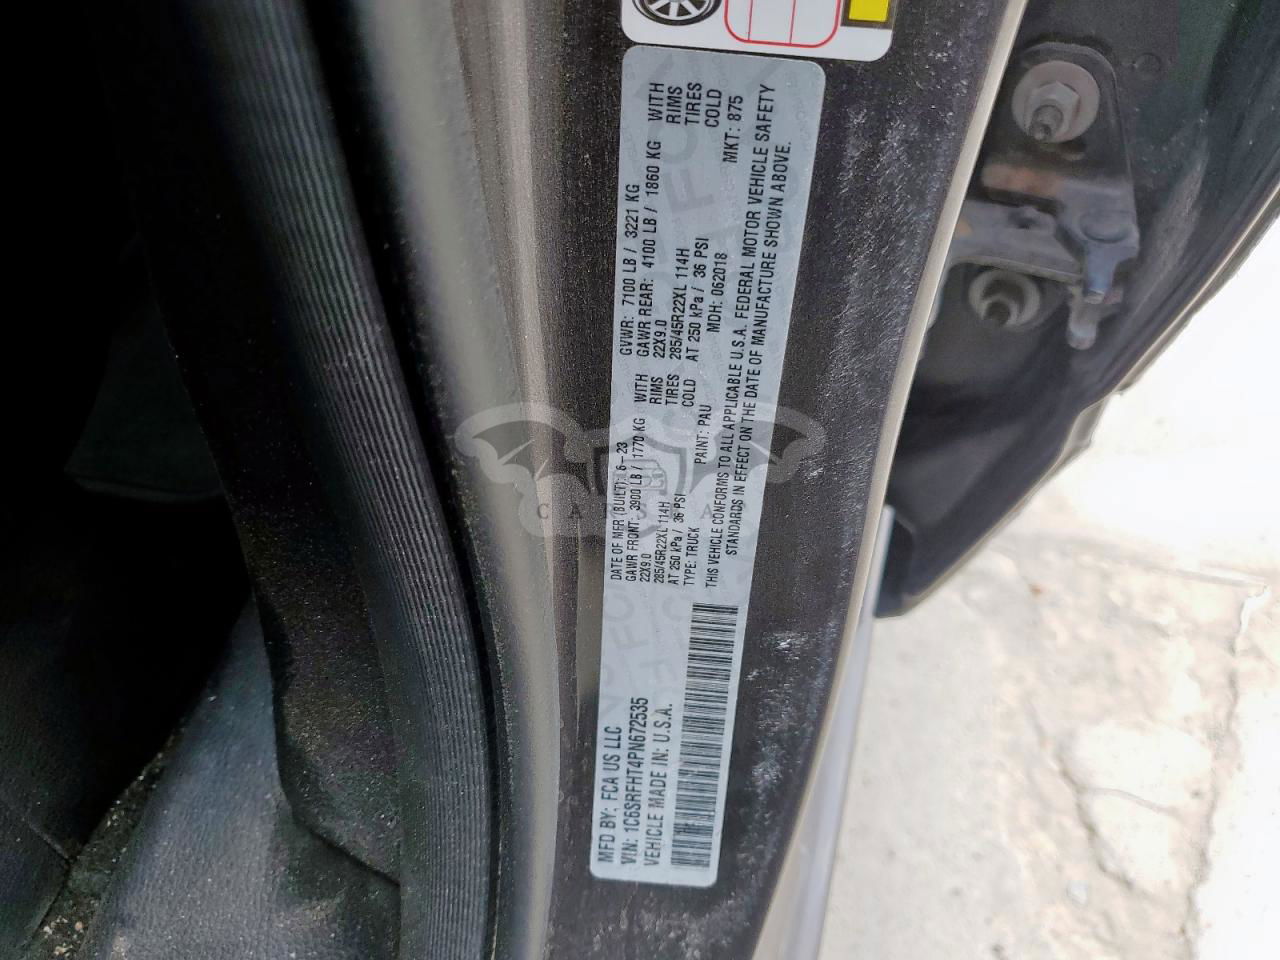 MFD BY: FCA US LLC
DATE OF MFR (BUILT): 6-23
GVWR: 7100 LB / 3221 KG
GAWR FRONT: 3900 LB / 1770 KG WITH
22X9.0 RIMS
285/45R22XL 114H TIRES
AT 250 kPa / 36 PSI COLD
GAWR REAR: 4100 LB / 1860 KG WITH
22X9.0 RIMS
285/45R22XL 114H TIRES
AT 250 kPa / 36 PSI COLD
VIN: 1C6SRFHT4PN672535
TYPE: TRUCK PAINT: PAU MDH: 062018 MKT: 875
VEHICLE MADE IN: U.S.A.
THIS VEHICLE CONFORMS TO ALL APPLICABLE U.S.A. FEDERAL MOTOR VEHICLE SAFETY
STANDARDS IN EFFECT ON THE DATE OF MANUFACTURE SHOWN ABOVE.